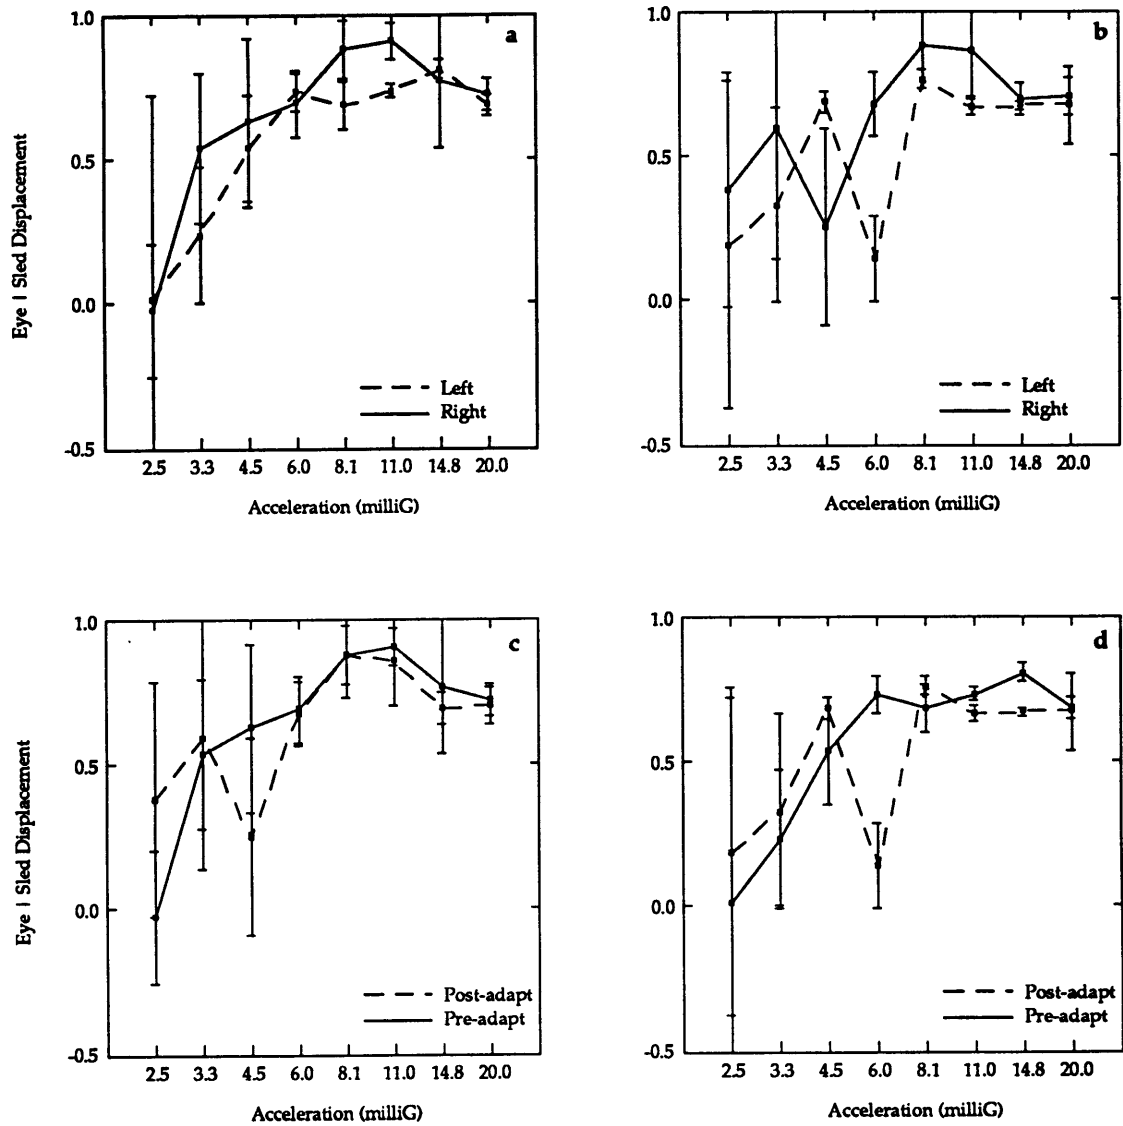 a
1.0
0.5
0.0
-0.5
Eye | Sled Displacement
Left
Right
2.5 3.3 4.5 6.0 8.1 11.0 14.8 20.0
Acceleration (milliG)
b
1.0
0.5
0.0
-0.5
Left
Right
2.5 3.3 4.5 6.0 8.1 11.0 14.8 20.0
Acceleration (milliG)
c
1.0
0.5
0.0
-0.5
Eye | Sled Displacement
Post-adapt
Pre-adapt
2.5 3.3 4.5 6.0 8.1 11.0 14.8 20.0
Acceleration (milliG)
d
1.0
0.5
0.0
-0.5
Post-adapt
Pre-adapt
2.5 3.3 4.5 6.0 8.1 11.0 14.8 20.0
Acceleration (milliG)